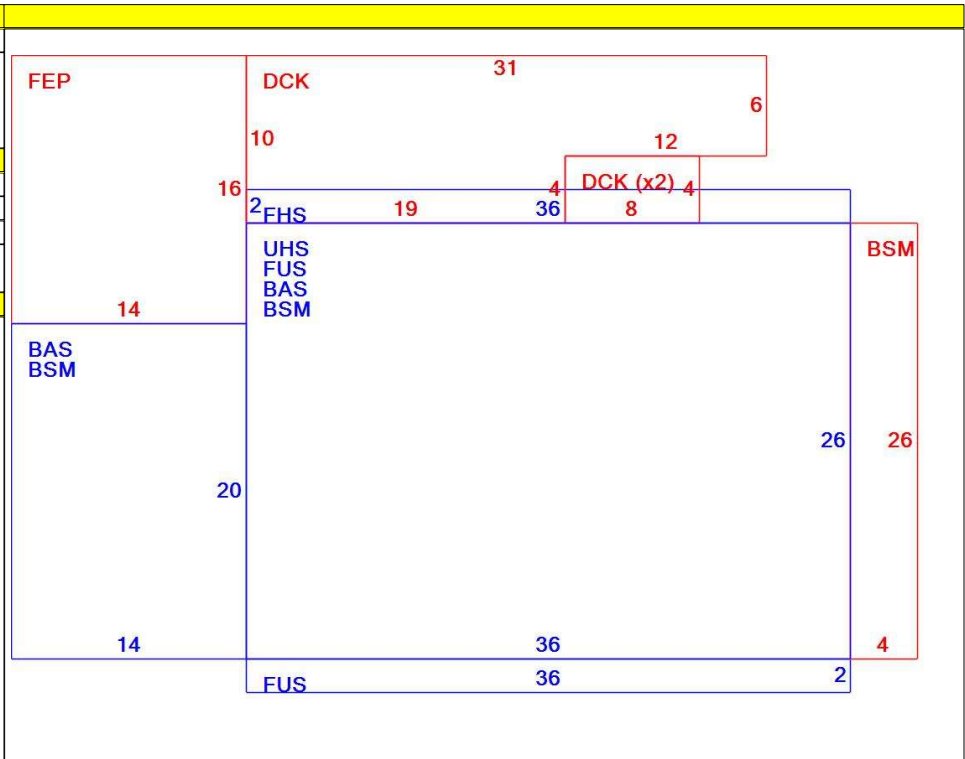 31
FEP DCK
6
10
12
16 4 DCK (x2) 4
2 FHS 19 36 8
UHS BSM
FUS
BAS
BSM
14
BAS
BSM
26 26
20
14 36 4
FUS 36 2